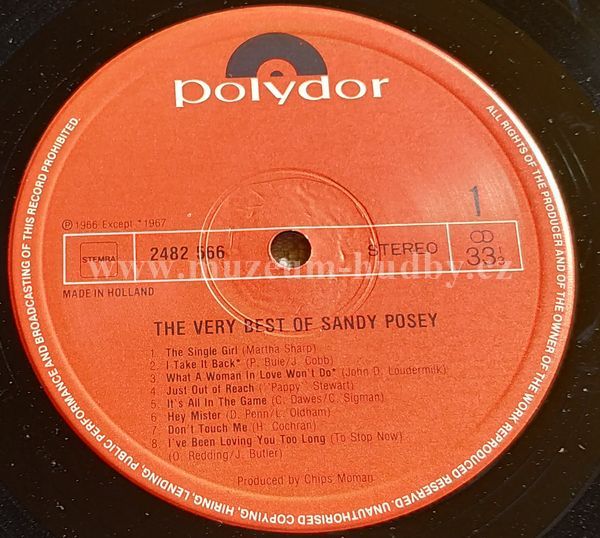 polydor
ALL RIGHTS OF THE PRODUCER AND OF THE OWNER OF THE WORK REPRODUCED RESERVED. UNAUTHORISED COPYING, HIRING, LENDING, PUBLIC PERFORMANCE AND BROADCASTING OF THIS RECORD PROHIBITED.
1
℗ 1966 Except *1967
STEMRA
2482 566
STEREO
33 1/3
www.muzeum-hudby.cz
MADE IN HOLLAND
THE VERY BEST OF SANDY POSEY
1. The Single Girl (Martha Sharp)
2. I Take It Back* (P. Buie/J. Cobb)
3. What A Woman In Love Won't Do* (John D. Loudermilk)
4. Just Out of Reach ("Pappy" Stewart)
5. It's All In The Game (C. Dawes/C. Sigman)
6. Hey Mister (D. Penn/L. Oldham)
7. Don't Touch Me (H. Cochran)
8. I've Been Loving You Too Long (To Stop Now)
(O. Redding/J. Butler)
Produced by Chips Moman